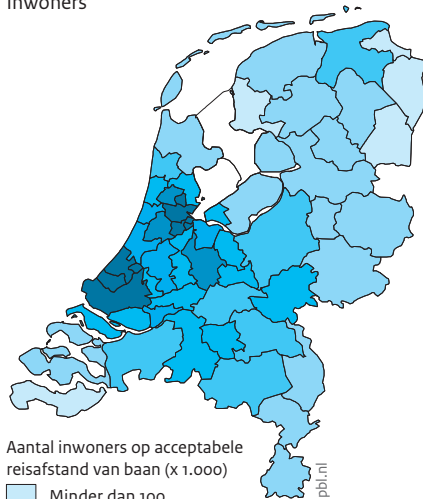 Inwoners
Aantal inwoners op acceptabele
reisafstand van baan (x 1.000)
Minder dan 100
pbl.nl